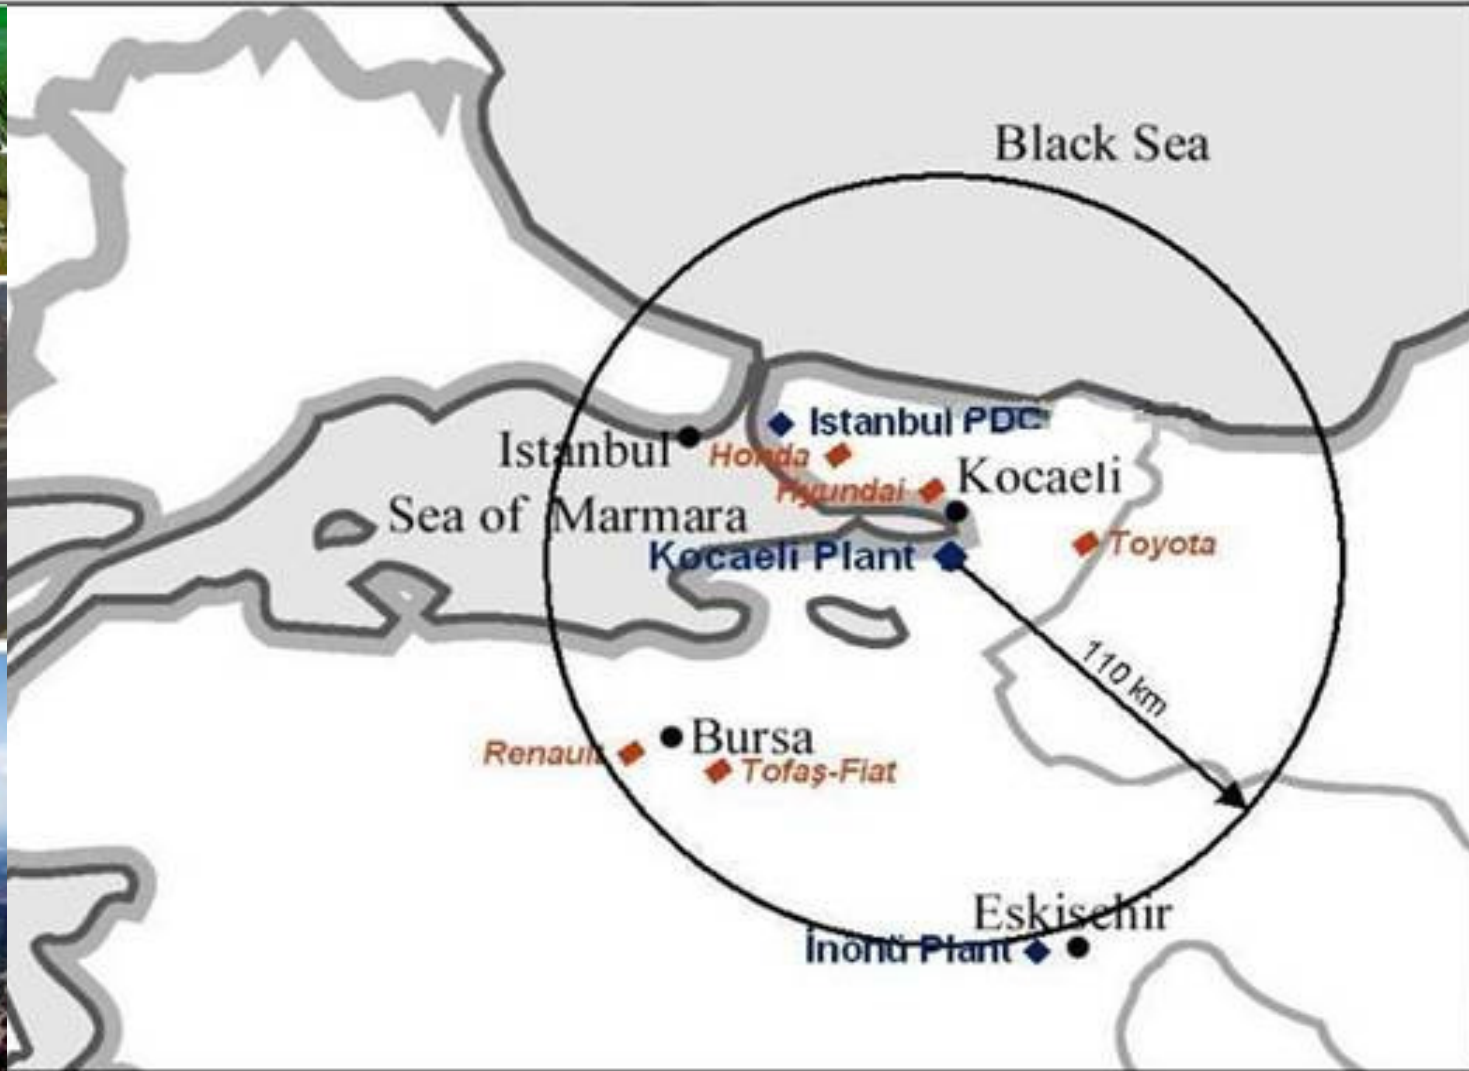 Black Sea
Istanbul PDC
Istanbul
Honda
Hyundai
Kocaeli
Sea of Marmara
Kocaeli Plant
Toyota
110 km
Bursa
Renault
Tofaş-Fiat
Eskisehir
İnönü Plant